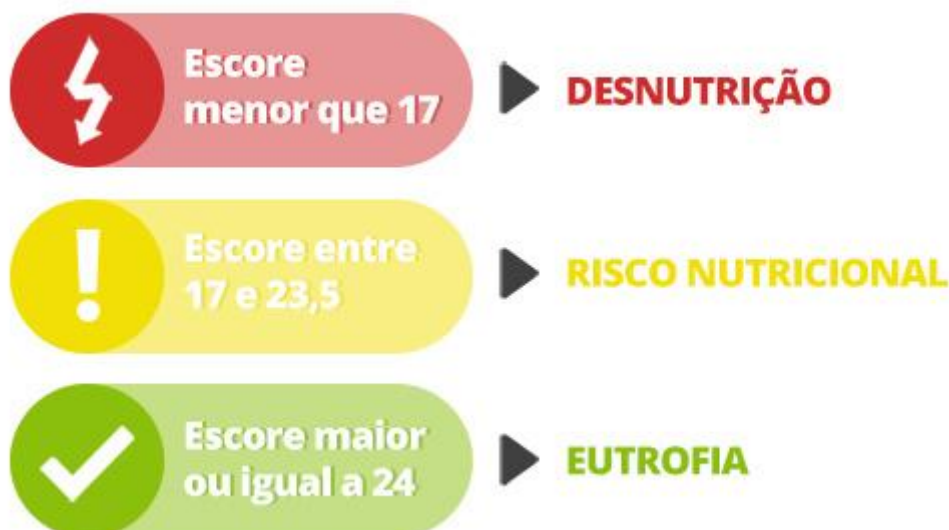 Escore
menor que 17
DESNUTRIÇÃO
Escore entre
17 e 23,5
RISCO NUTRICIONAL
Escore maior
ou igual a 24
EUTROFIA